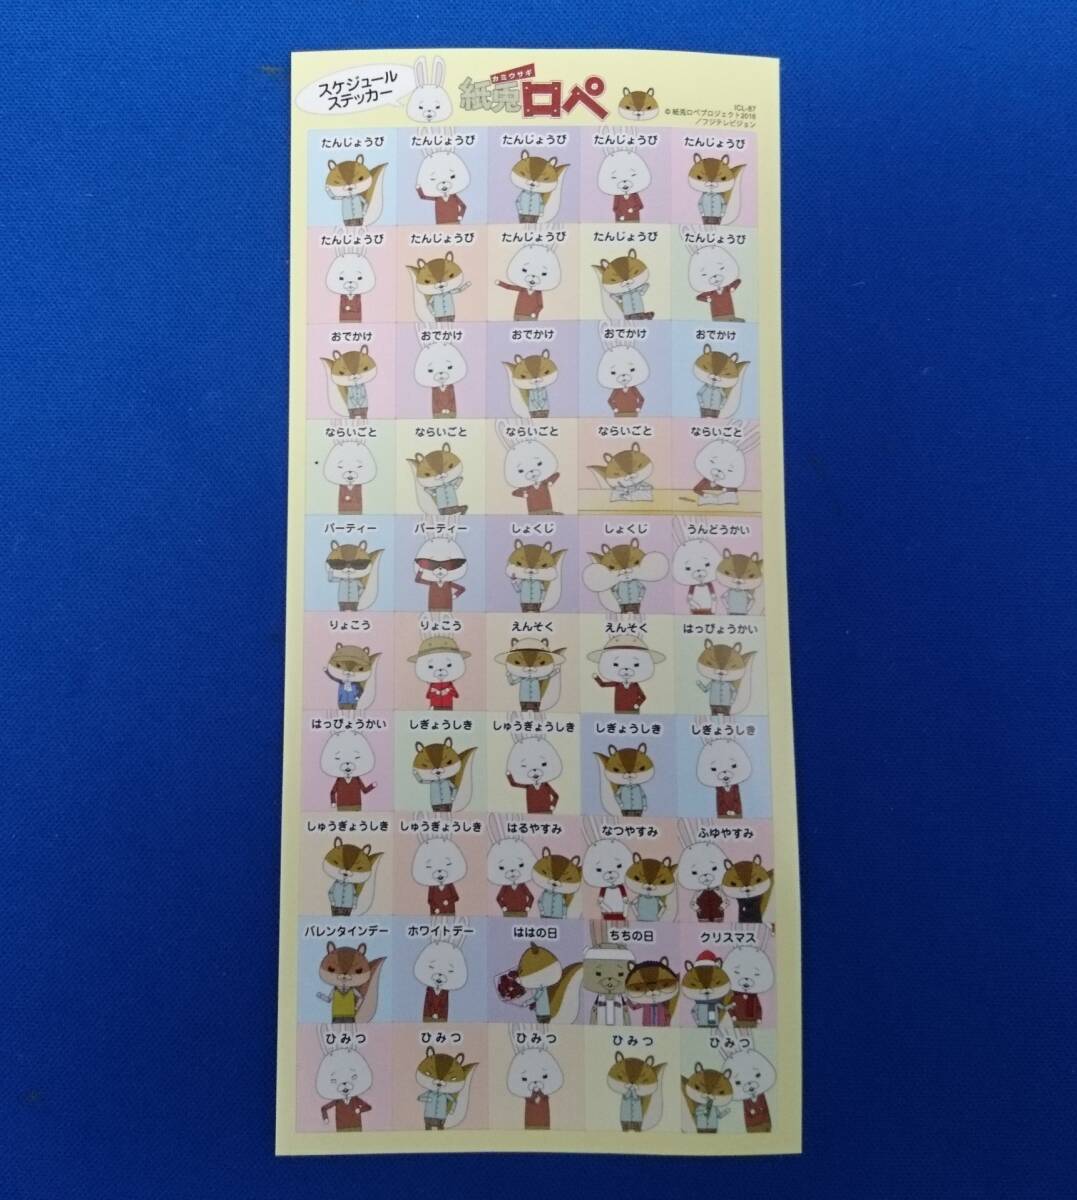 スケジュール
ステッカー
カミウサギ
紙兎ロペ
ICL-87
© 紙兎ロペプロジェクト2016
/フジテレビジョン
たんじょうび たんじょうび たんじょうび たんじょうび たんじょうび
たんじょうび たんじょうび たんじょうび たんじょうび たんじょうび
おでかけ おでかけ おでかけ おでかけ おでかけ
ならいごと ならいごと ならいごと ならいごと ならいごと
パーティー パーティー しょくじ しょくじ うんどうかい
りょこう りょこう えんそく えんそく はっぴょうかい
はっぴょうかい しぎょうしき しゅうぎょうしき しぎょうしき しぎょうしき
しゅうぎょうしき しゅうぎょうしき はるやすみ なつやすみ ふゆやすみ
バレンタインデー ホワイトデー ははの日 ちちの日 クリスマス
ひみつ ひみつ ひみつ ひみつ ひみつ